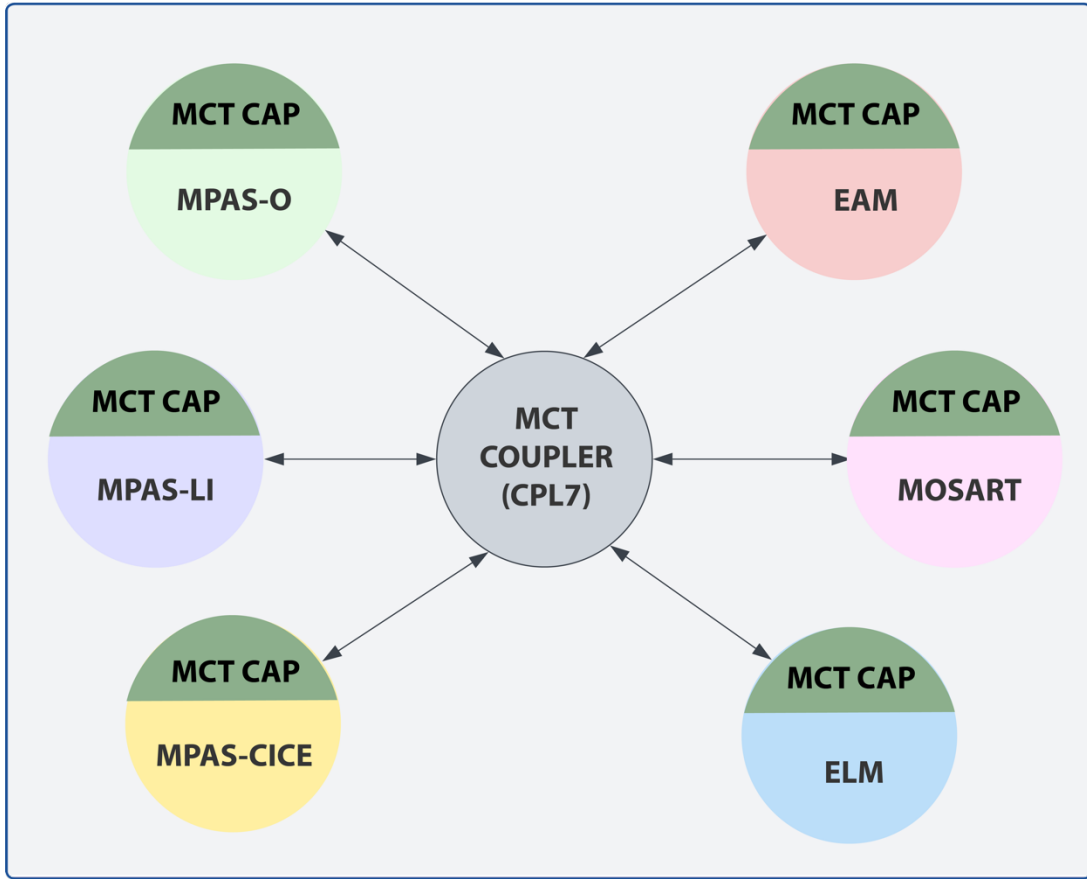 MCT CAP
MPAS-O
MCT CAP
EAM
MCT CAP
MPAS-LI
MCT
COUPLER
(CPL7)
MCT CAP
MOSART
MCT CAP
MPAS-CICE
MCT CAP
ELM